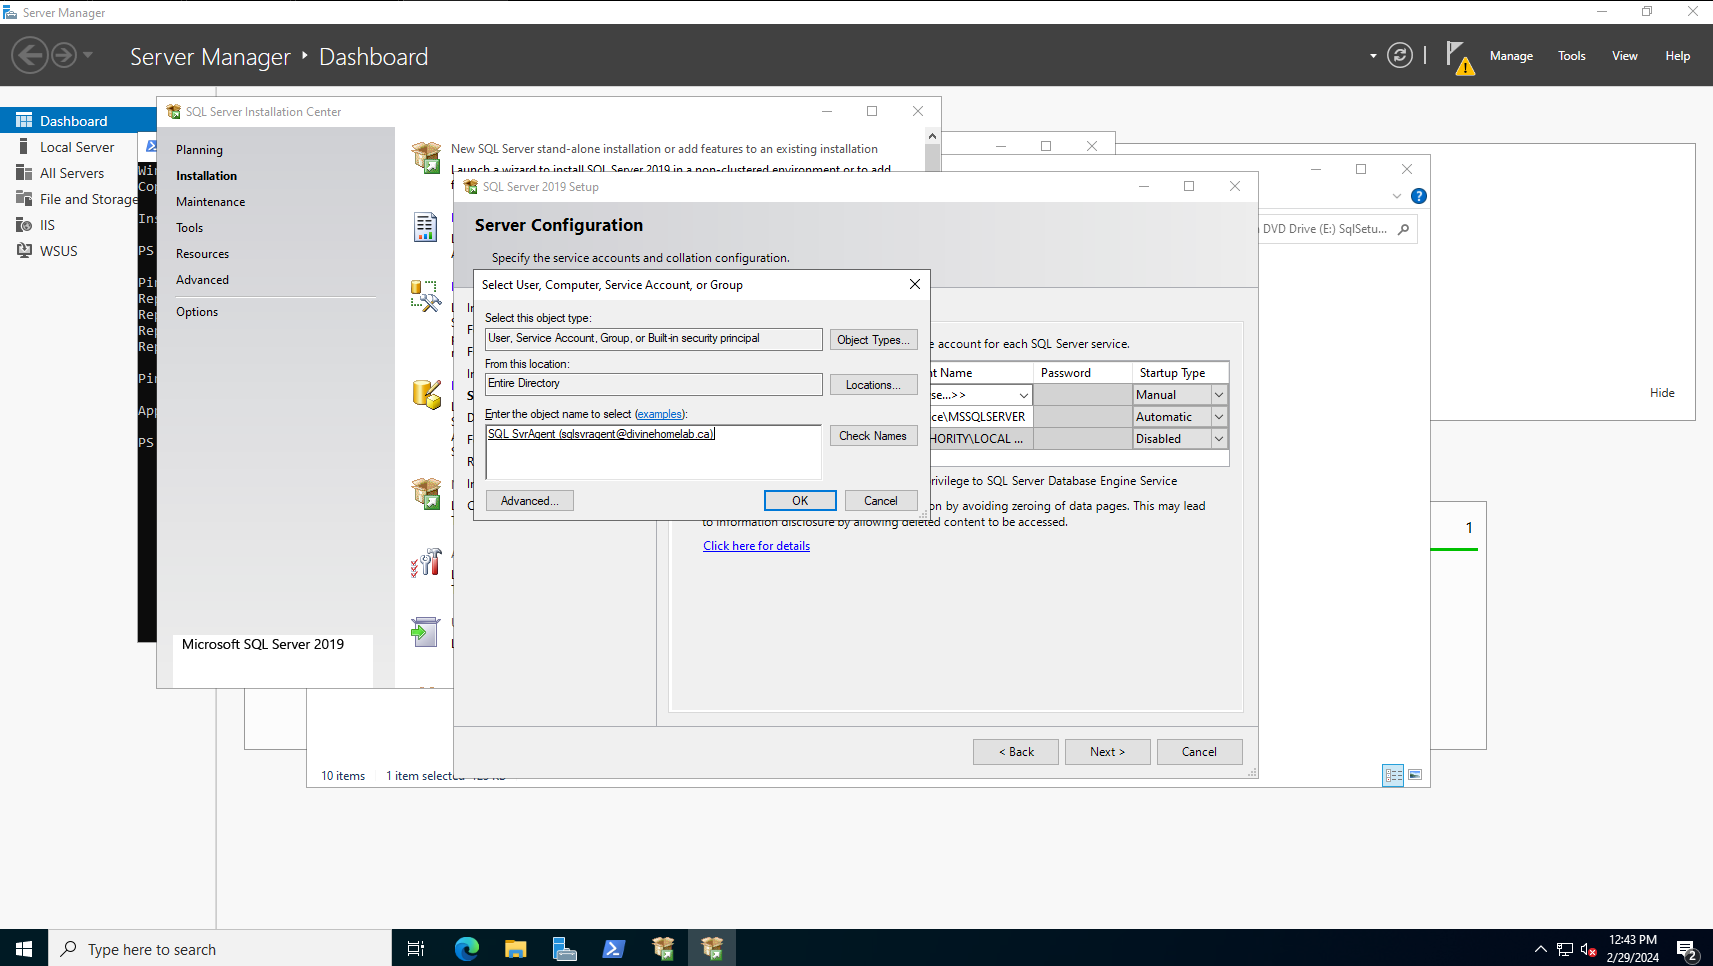 Server Manager
Server Manager ‣ Dashboard
Manage
Tools
View
Help
Dashboard
Local Server
All Servers
File and Storage
IIS
WSUS
SQL Server Installation Center
Planning
Installation
Maintenance
Tools
Resources
Advanced
Options
Microsoft SQL Server 2019
New SQL Server stand-alone installation or add features to an existing installation
Launch a wizard to install SQL Server 2019 in a non-clustered environment or to add
SQL Server 2019 Setup
Server Configuration
Specify the service accounts and collation configuration.
Select User, Computer, Service Account, or Group
Select this object type:
User, Service Account, Group, or Built-in security principal
Object Types...
From this location:
Entire Directory
Locations...
Enter the object name to select (examples):
SQL SvrAgent (sqlsvragent@divinehomelab.ca)
Check Names
Advanced...
OK
Cancel
e account for each SQL Server service.
nt Name
Password
Startup Type
se...>>
Manual
ce\MSSQLSERVER
Automatic
HORITY\LOCAL ...
Disabled
rivilege to SQL Server Database Engine Service
on by avoiding zeroing of data pages. This may lead
to information disclosure by allowing deleted content to be accessed.
Click here for details
< Back
Next >
Cancel
DVD Drive (E:) SqlSetu...
Hide
1
10 items
1 item selected
Type here to search
12:43 PM
2/29/2024
2